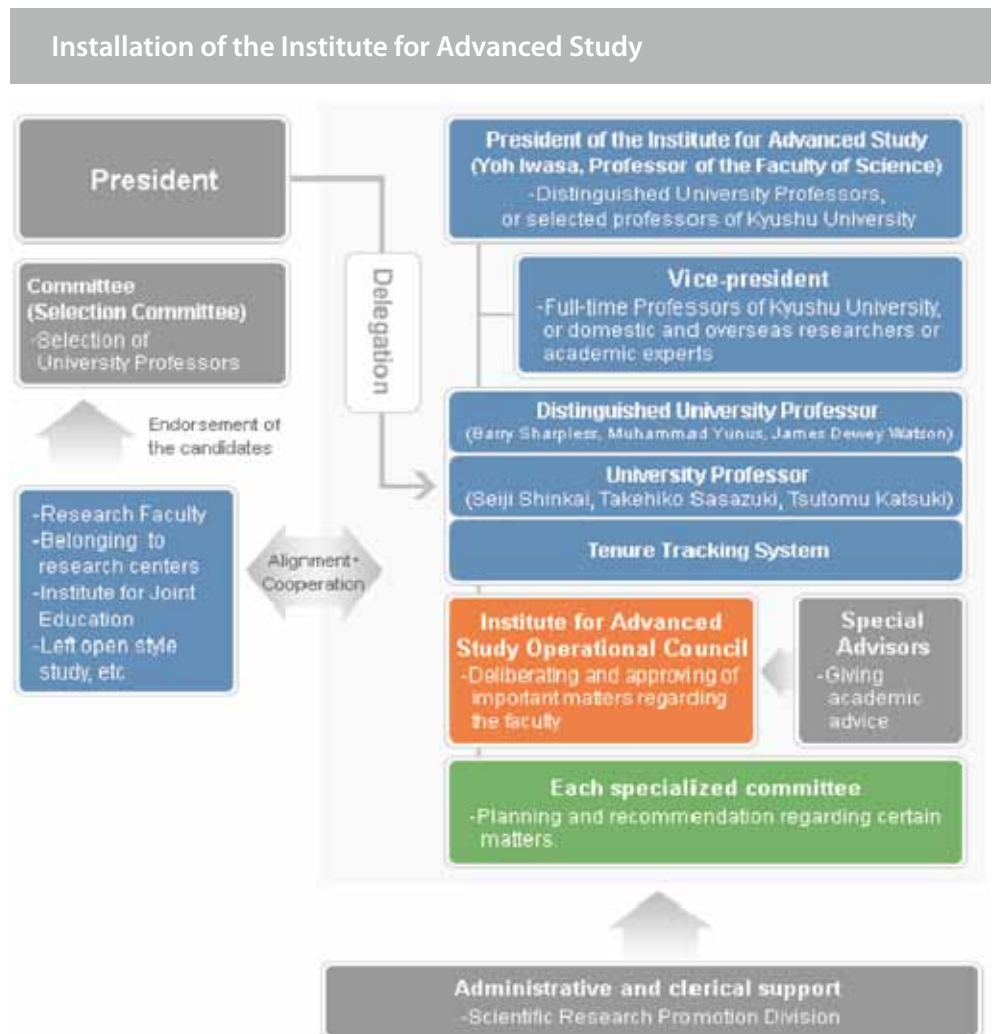 Installation of the Institute for Advanced Study
President
Committee
(Selection Committee)
-Selection of
University Professors
Endorsement of
the candidates
-Research Faculty
-Belonging to
research centers
-Institute for Joint
Education
-Left open style
study, etc
Alignment・
Cooperation
Delegation
President of the Institute for Advanced Study
(Yoh Iwasa, Professor of the Faculty of Science)
-Distinguished University Professors,
or selected professors of Kyushu University
Vice-president
-Full-time Professors of Kyushu University,
or domestic and overseas researchers or
academic experts
Distinguished University Professor
(Barry Sharpless, Muhammad Yunus, James Dewey Watson)
University Professor
(Seiji Shinkai, Takehiko Sasazuki, Tsutomu Katsuki)
Tenure Tracking System
Institute for Advanced
Study Operational Council
-Deliberating and approving of
important matters regarding
the faculty
Special
Advisors
-Giving
academic
advice
Each specialized committee
-Planning and recommendation regarding certain
matters.
Administrative and clerical support
-Scientific Research Promotion Division